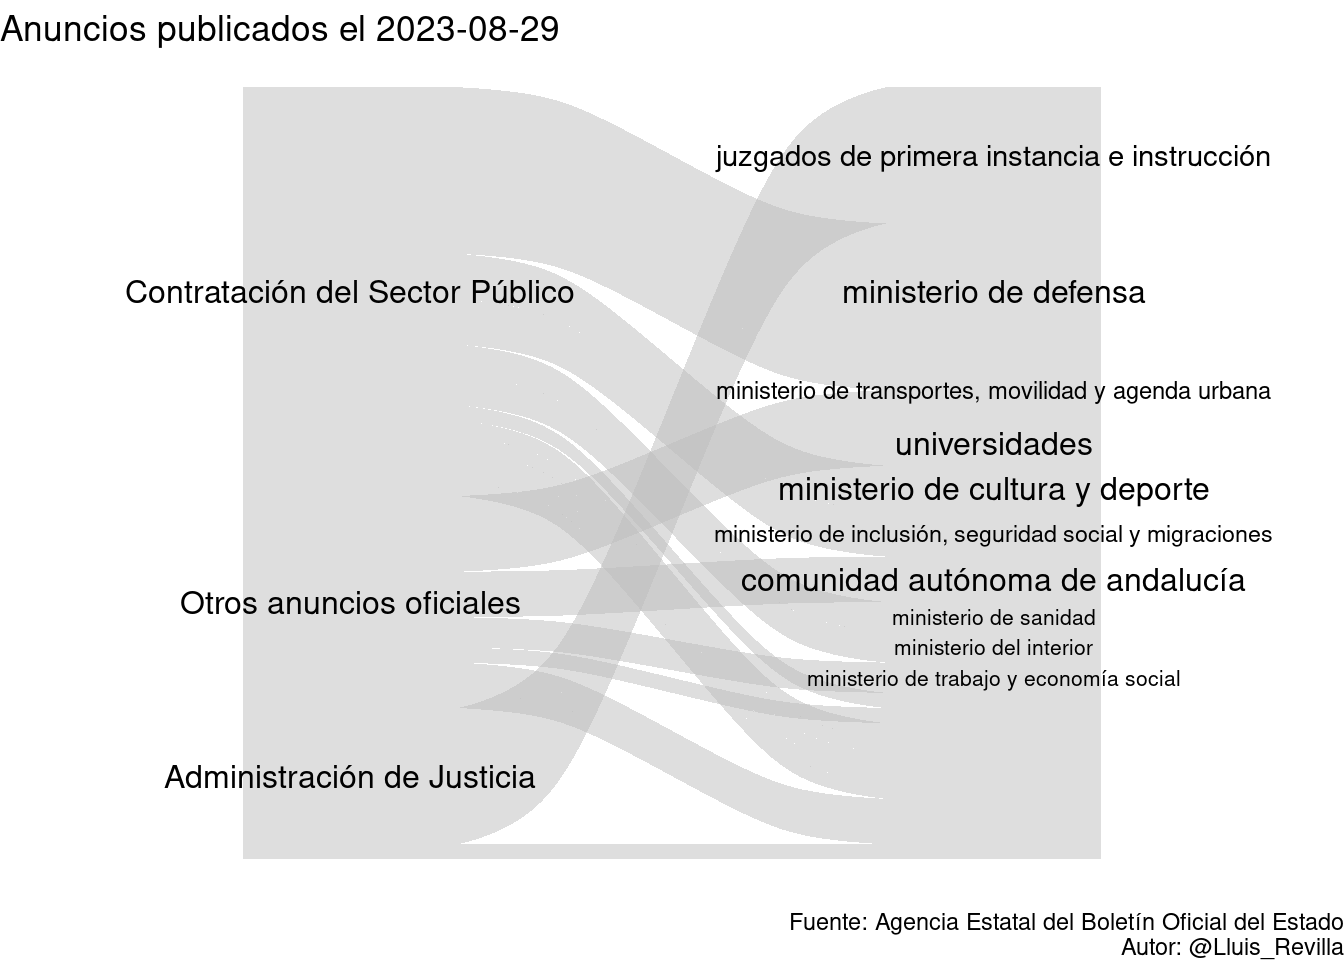 Anuncios publicados el 2023-08-29
Contratación del Sector Público
Otros anuncios oficiales
Administración de Justicia
juzgados de primera instancia e instrucción
ministerio de defensa
ministerio de transportes, movilidad y agenda urbana
universidades
ministerio de cultura y deporte
ministerio de inclusión, seguridad social y migraciones
comunidad autónoma de andalucía
ministerio de sanidad
ministerio del interior
ministerio de trabajo y economía social
Fuente: Agencia Estatal del Boletín Oficial del Estado
Autor: @Lluis_Revilla